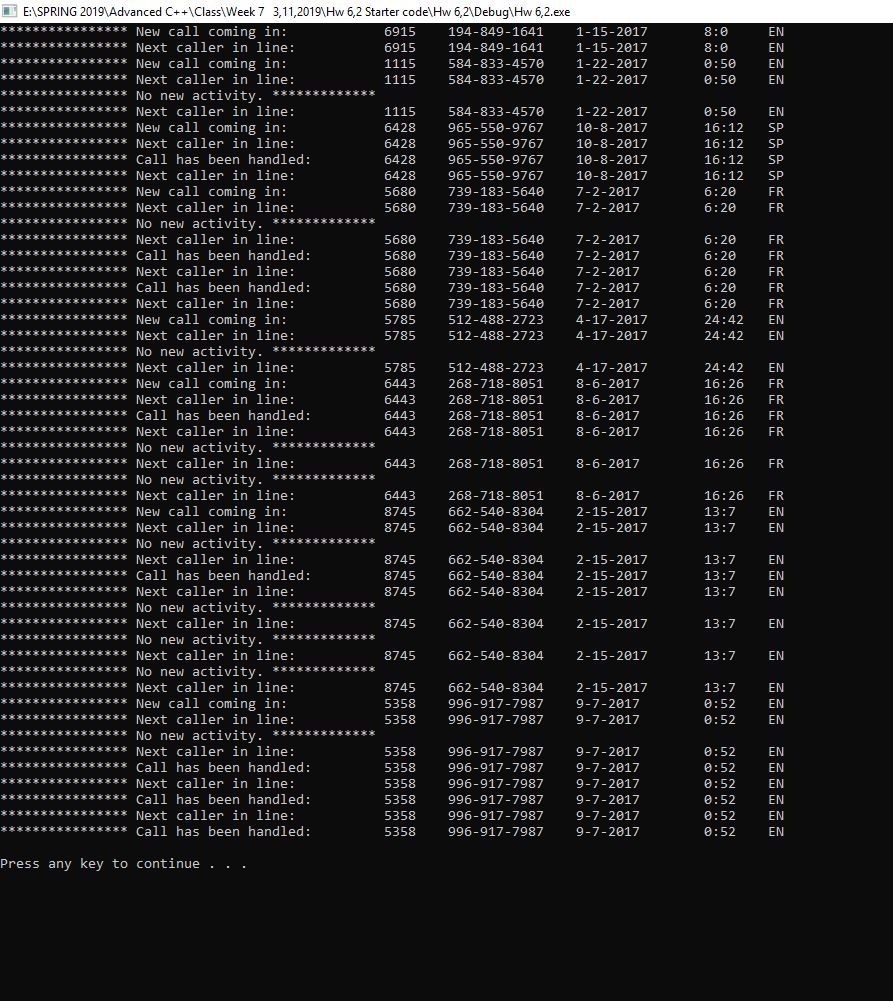 E:\SPRING 2019\Advanced C++\Class\Week 7   3,11,2019\Hw 6,2 Starter code\Hw 6,2\Debug\Hw 6,2.exe
**************** New call coming in:            6915    194-849-1641    1-15-2017       8:0     EN
**************** Next caller in line:           6915    194-849-1641    1-15-2017       8:0     EN
**************** New call coming in:            1115    584-833-4570    1-22-2017       0:50    EN
**************** Next caller in line:           1115    584-833-4570    1-22-2017       0:50    EN
**************** No new activity. *************
**************** Next caller in line:           1115    584-833-4570    1-22-2017       0:50    EN
**************** New call coming in:            6428    965-550-9767    10-8-2017       16:12   SP
**************** Next caller in line:           6428    965-550-9767    10-8-2017       16:12   SP
**************** Call has been handled:         6428    965-550-9767    10-8-2017       16:12   SP
**************** Next caller in line:           6428    965-550-9767    10-8-2017       16:12   SP
**************** New call coming in:            5680    739-183-5640    7-2-2017        6:20    FR
**************** Next caller in line:           5680    739-183-5640    7-2-2017        6:20    FR
**************** No new activity. *************
**************** Next caller in line:           5680    739-183-5640    7-2-2017        6:20    FR
**************** Call has been handled:         5680    739-183-5640    7-2-2017        6:20    FR
**************** Next caller in line:           5680    739-183-5640    7-2-2017        6:20    FR
**************** Call has been handled:         5680    739-183-5640    7-2-2017        6:20    FR
**************** Next caller in line:           5680    739-183-5640    7-2-2017        6:20    FR
**************** New call coming in:            5785    512-488-2723    4-17-2017       24:42   EN
**************** Next caller in line:           5785    512-488-2723    4-17-2017       24:42   EN
**************** No new activity. *************
**************** Next caller in line:           5785    512-488-2723    4-17-2017       24:42   EN
**************** New call coming in:            6443    268-718-8051    8-6-2017        16:26   FR
**************** Next caller in line:           6443    268-718-8051    8-6-2017        16:26   FR
**************** Call has been handled:         6443    268-718-8051    8-6-2017        16:26   FR
**************** Next caller in line:           6443    268-718-8051    8-6-2017        16:26   FR
**************** No new activity. *************
**************** Next caller in line:           6443    268-718-8051    8-6-2017        16:26   FR
**************** No new activity. *************
**************** Next caller in line:           6443    268-718-8051    8-6-2017        16:26   FR
**************** New call coming in:            8745    662-540-8304    2-15-2017       13:7    EN
**************** Next caller in line:           8745    662-540-8304    2-15-2017       13:7    EN
**************** No new activity. *************
**************** Next caller in line:           8745    662-540-8304    2-15-2017       13:7    EN
**************** Call has been handled:         8745    662-540-8304    2-15-2017       13:7    EN
**************** Next caller in line:           8745    662-540-8304    2-15-2017       13:7    EN
**************** No new activity. *************
**************** Next caller in line:           8745    662-540-8304    2-15-2017       13:7    EN
**************** No new activity. *************
**************** Next caller in line:           8745    662-540-8304    2-15-2017       13:7    EN
**************** No new activity. *************
**************** Next caller in line:           8745    662-540-8304    2-15-2017       13:7    EN
**************** New call coming in:            5358    996-917-7987    9-7-2017        0:52    EN
**************** Next caller in line:           5358    996-917-7987    9-7-2017        0:52    EN
**************** No new activity. *************
**************** Next caller in line:           5358    996-917-7987    9-7-2017        0:52    EN
**************** Call has been handled:         5358    996-917-7987    9-7-2017        0:52    EN
**************** Next caller in line:           5358    996-917-7987    9-7-2017        0:52    EN
**************** Call has been handled:         5358    996-917-7987    9-7-2017        0:52    EN
**************** Next caller in line:           5358    996-917-7987    9-7-2017        0:52    EN
**************** Call has been handled:         5358    996-917-7987    9-7-2017        0:52    EN
Press any key to continue . . .